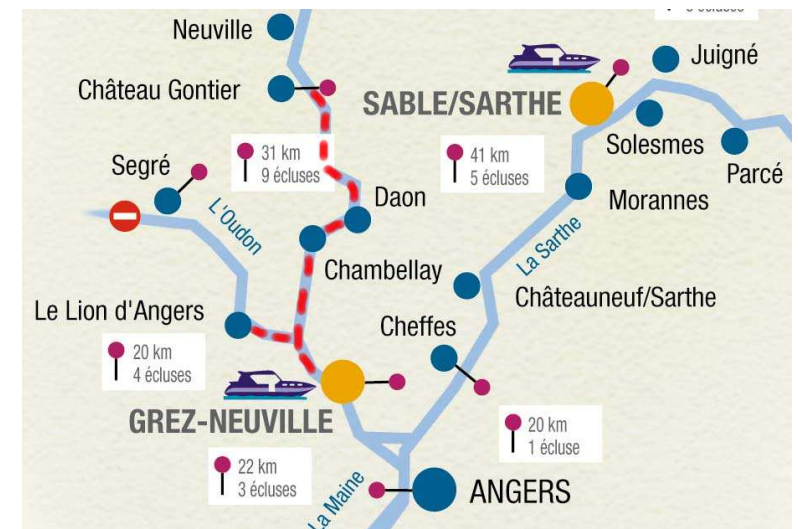 5 écluses
Neuville
Juigné
Château Gontier
SABLE/SARTHE
31 km
9 écluses
41 km
5 écluses
Solesmes
Segré
Parcé
Daon
Morannes
L'Oudon
La Sarthe
Chambellay
Châteauneuf/Sarthe
Le Lion d'Angers
Cheffes
20 km
4 écluses
GREZ-NEUVILLE
20 km
1 écluse
22 km
3 écluses
La Maine
ANGERS